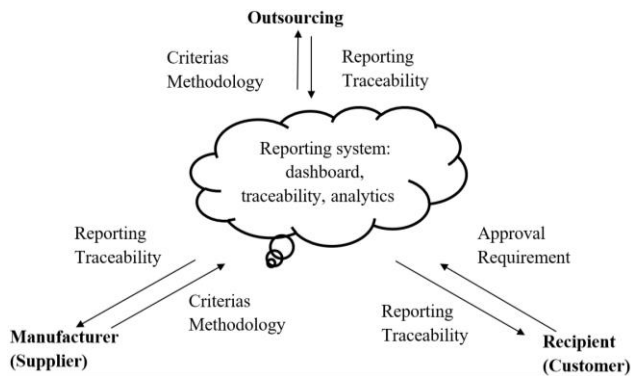 Outsourcing
Criterias
Methodology
Reporting
Traceability
Reporting system:
dashboard,
traceability, analytics
Reporting
Traceability
Approval
Requirement
Criterias
Methodology
Reporting
Traceability
Manufacturer
(Supplier)
Recipient
(Customer)